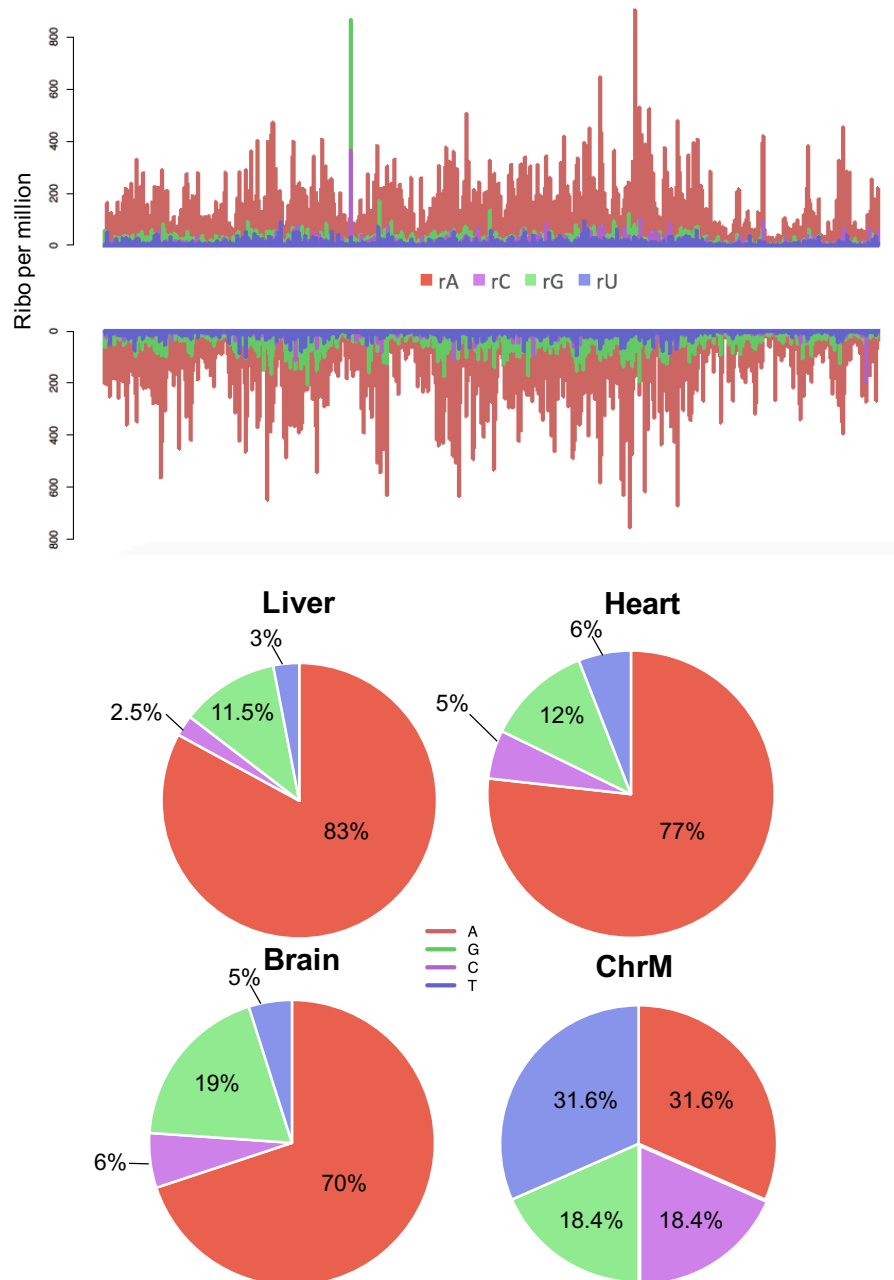 800
600
400
200
0
Ribo per million
rA rC rG rU
0
200
400
600
800
Liver
3%
2.5%
11.5%
83%
Heart
6%
5%
12%
77%
A
G
C
T
Brain
5%
19%
6%
70%
ChrM
31.6%
31.6%
18.4%
18.4%